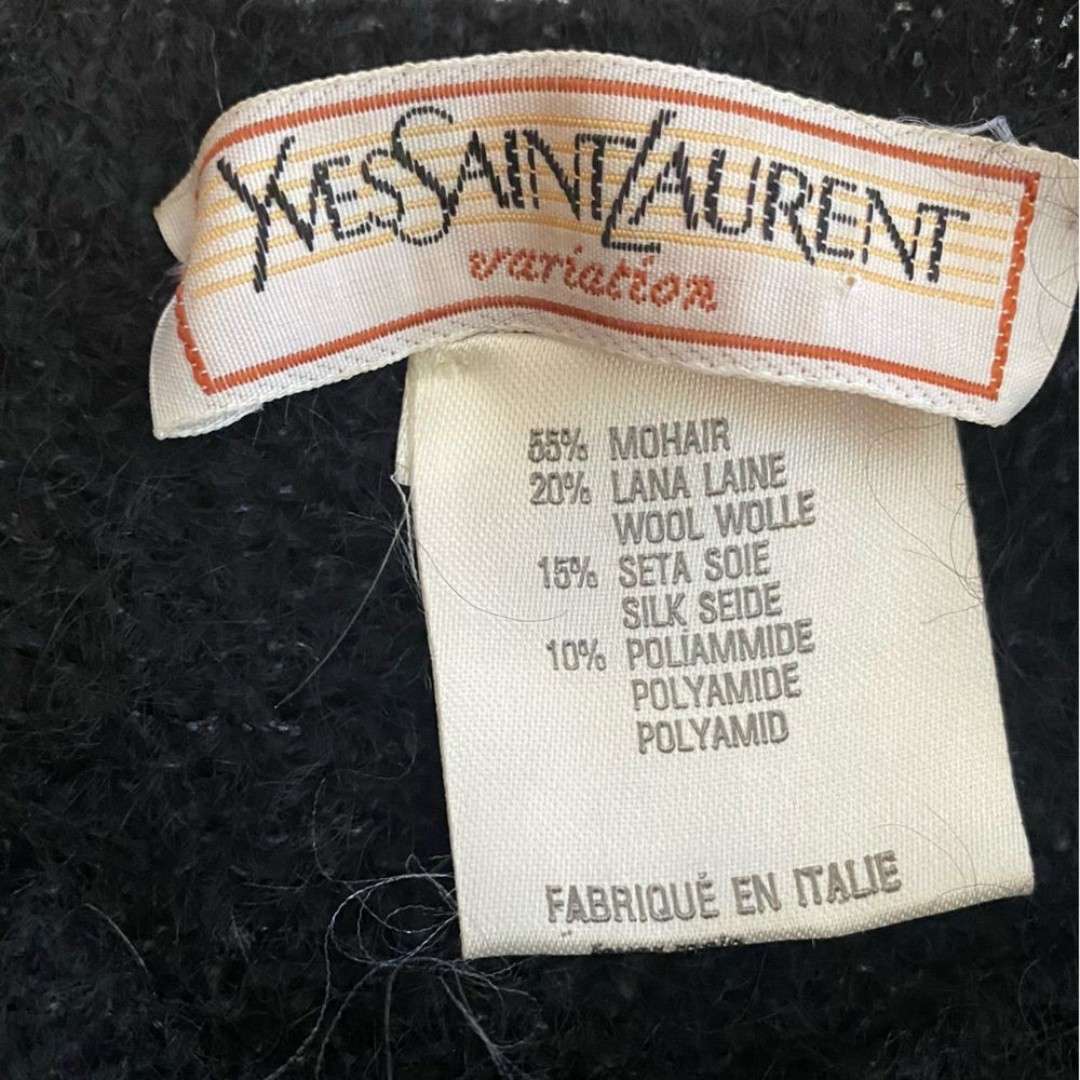 YVESSAINTLAURENT
variation
55% MOHAIR
20% LANA LAINE
WOOL WOLLE
15% SETA SOIE
SILK SEIDE
10% POLIAMMIDE
POLYAMIDE
POLYAMID
FABRIQUÉ EN ITALIE